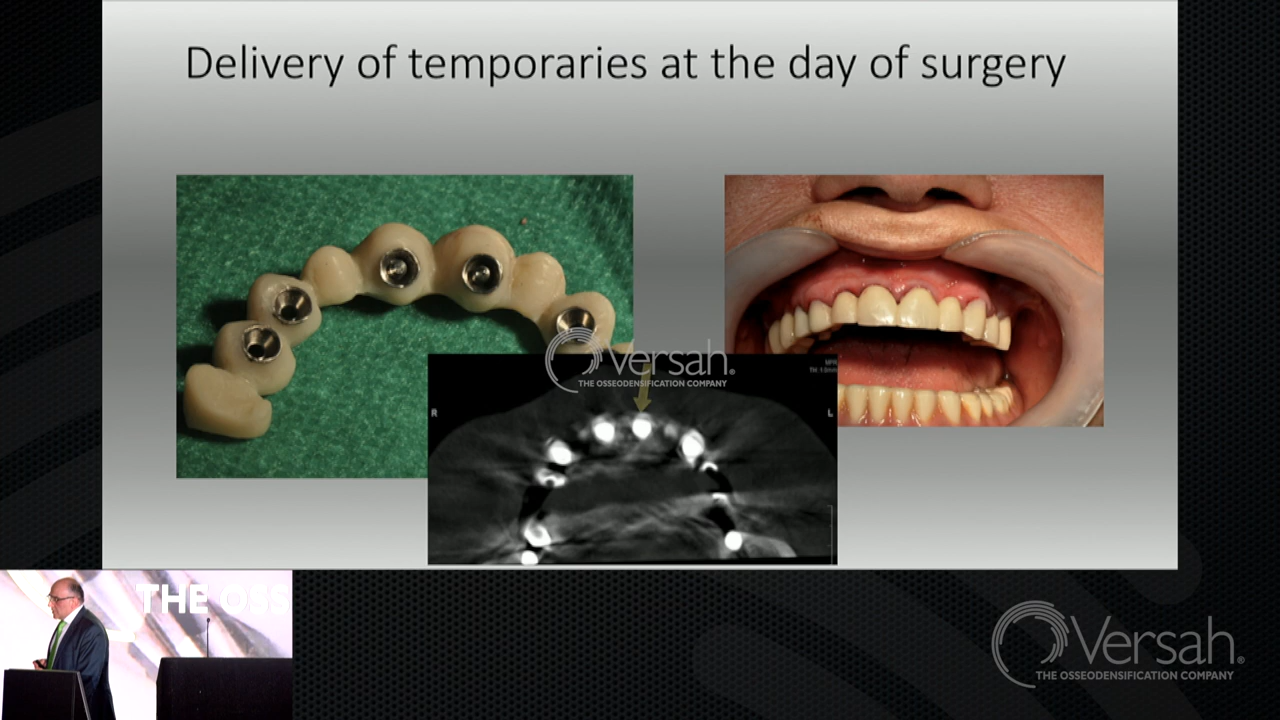 Delivery of temporaries at the day of surgery
Versah®
THE OSSEODENSIFICATION COMPANY
R
L
THE OSS
Versah®
THE OSSEODENSIFICATION COMPANY